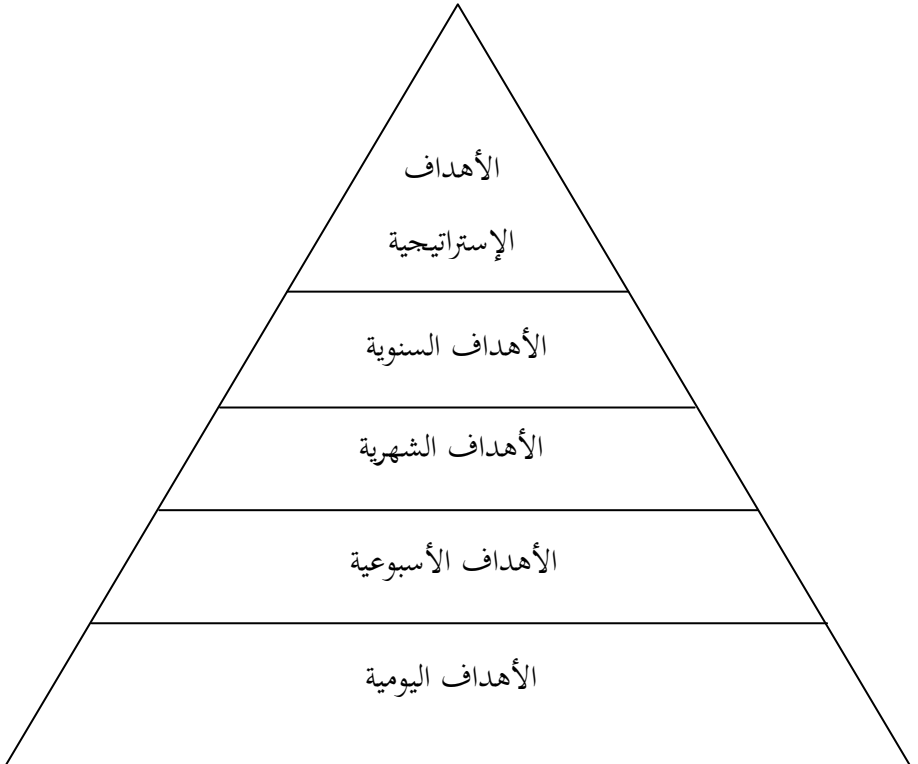 الأهداف
الإستراتيجية
الأهداف السنوية
الأهداف الشهرية
الأهداف الأسبوعية
الأهداف اليومية